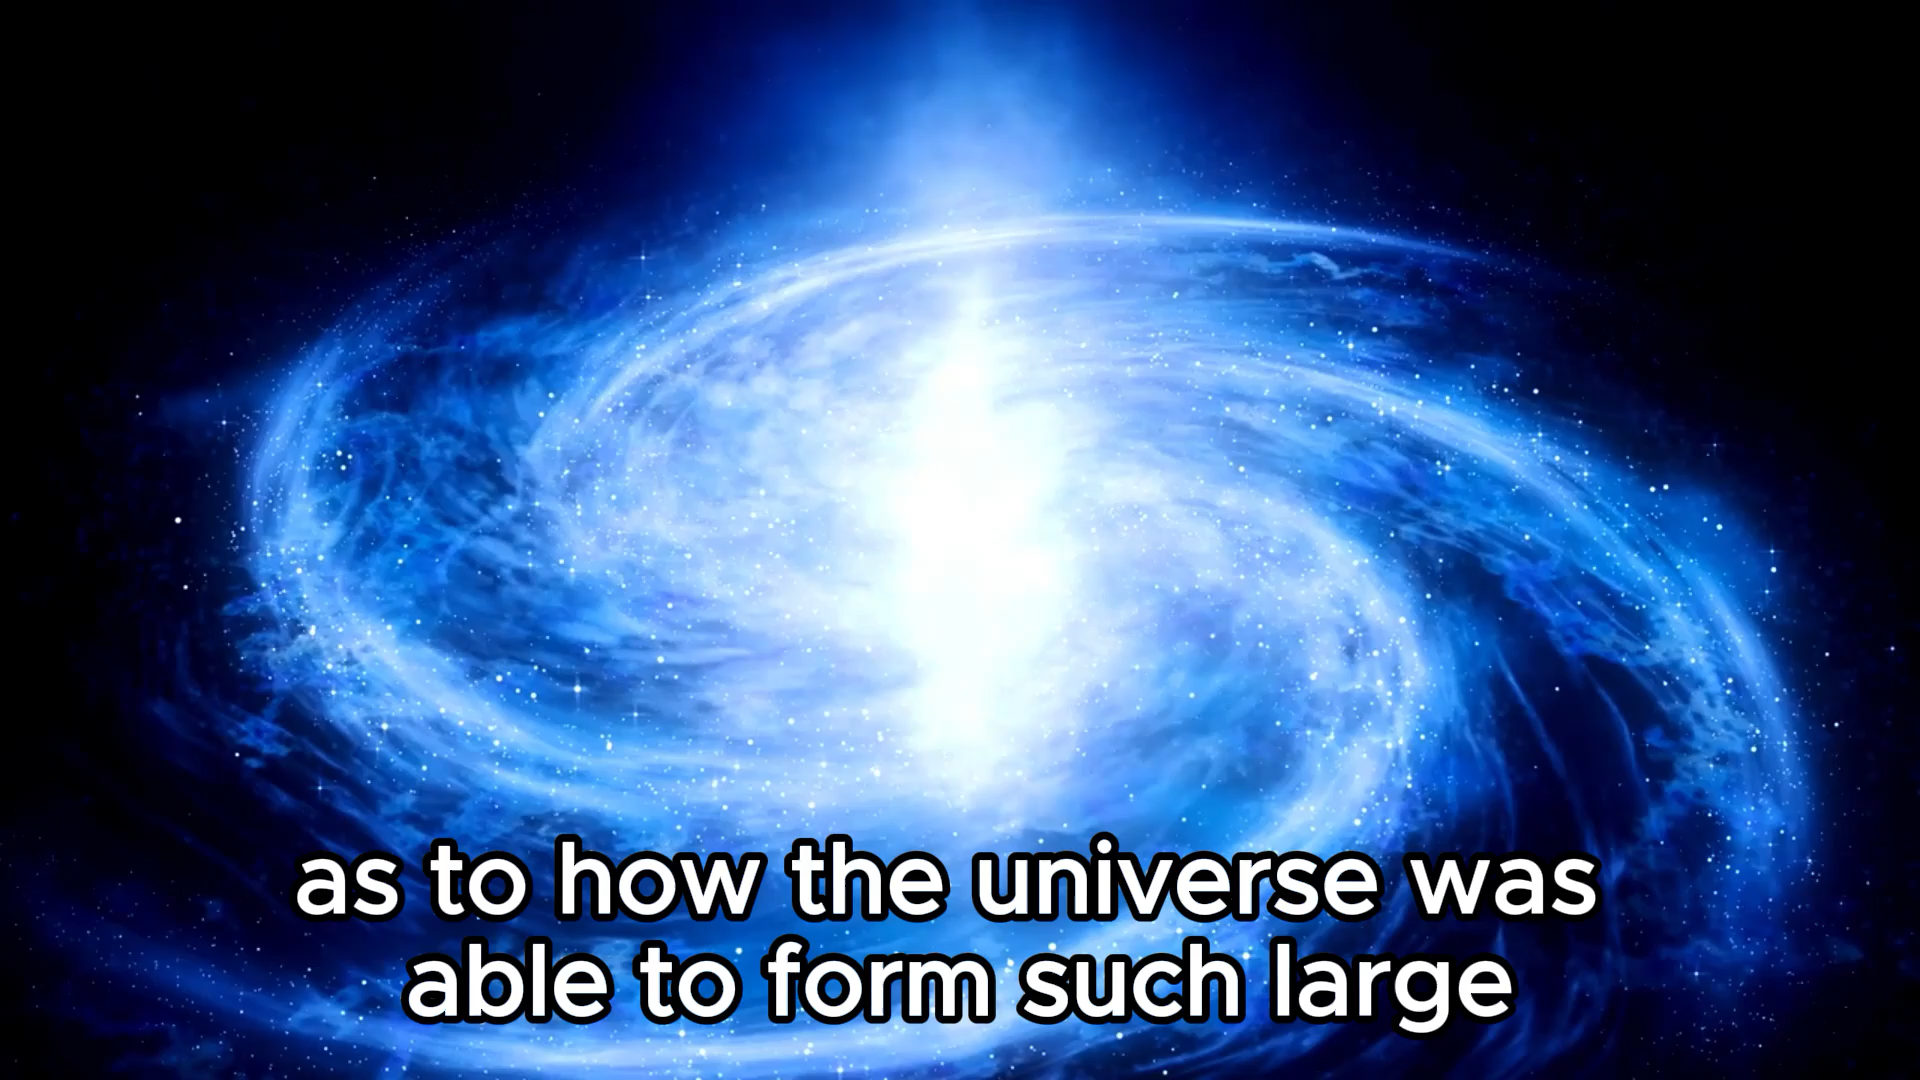 as to how the universe was
able to form such large